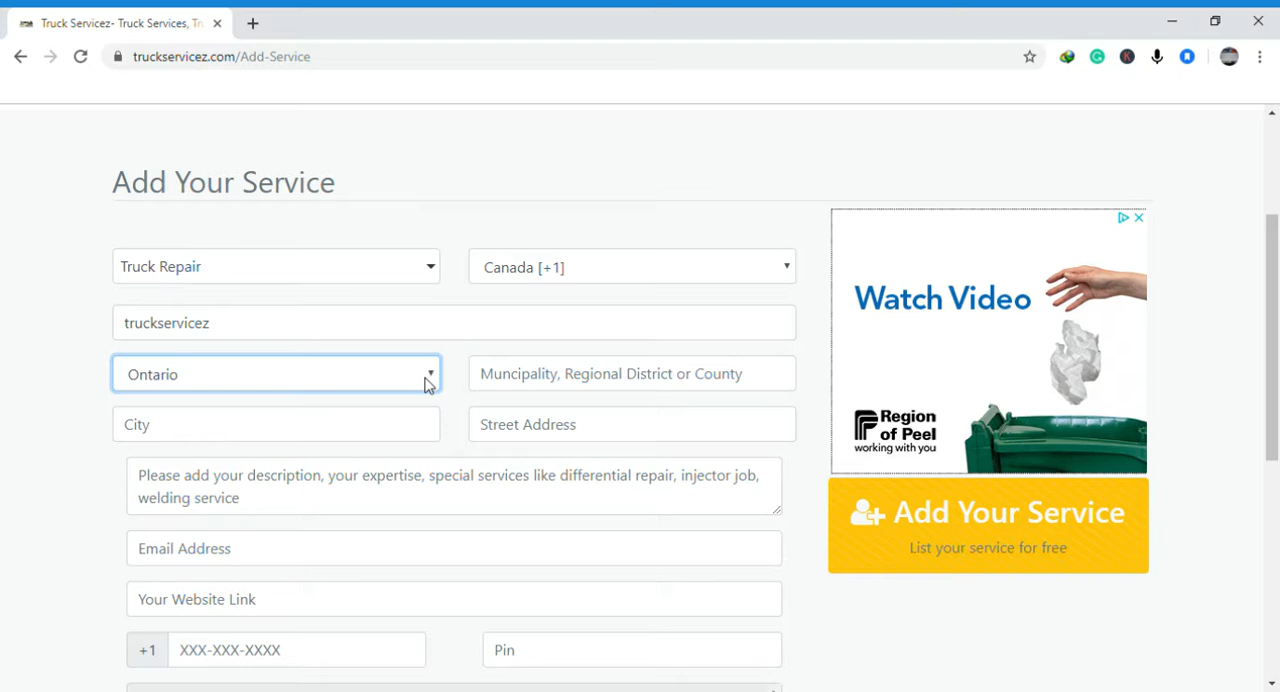 Truck Servicez- Truck Services, Tr
truckservicez.com/Add-Service
Add Your Service
Truck Repair
Canada [+1]
truckservicez
Ontario
Muncipality, Regional District or County
City
Street Address
Please add your description, your expertise, special services like differential repair, injector job,
welding service
Email Address
Your Website Link
+1
XXX-XXX-XXXX
Pin
Watch Video
Region
of Peel
working with you
Add Your Service
List your service for free